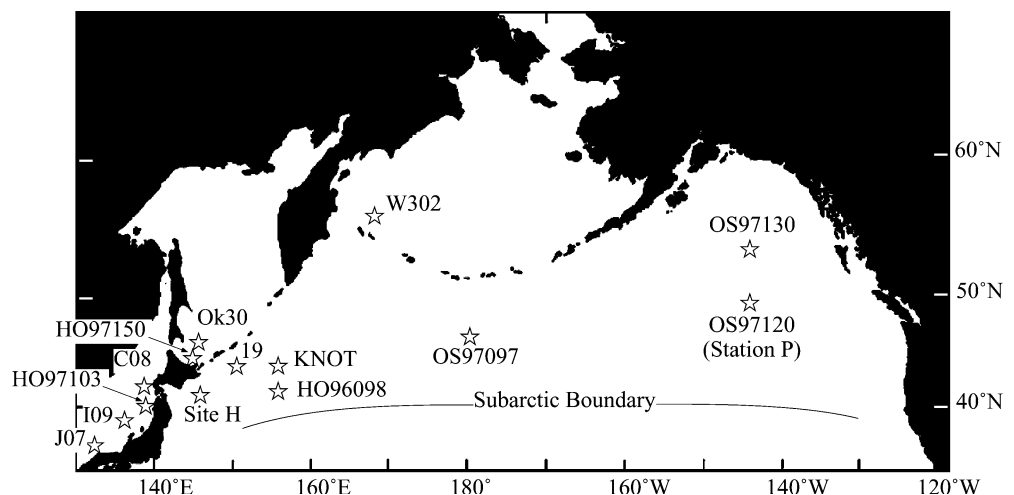 60˚N
W302
OS97130
50˚N
Ok30
HO97150
OS97120
(Station P)
19
OS97097
C08
KNOT
HO97103
HO96098
Subarctic Boundary
40˚N
I09
Site H
J07
140˚E
160˚E
180˚
160˚W
140˚W
120˚W